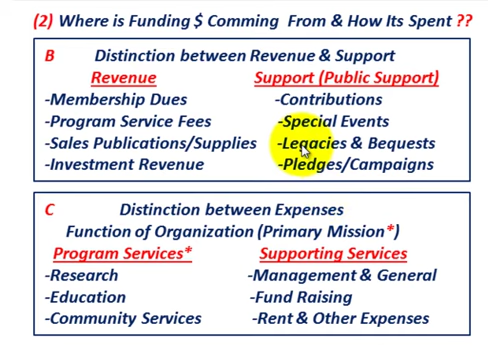 (2) Where is Funding $ Comming From & How Its Spent ??
B Distinction between Revenue & Support
Revenue Support (Public Support)
-Membership Dues -Contributions
-Program Service Fees -Special Events
-Sales Publications/Supplies -Legacies & Bequests
-Investment Revenue -Pledges/Campaigns
C Distinction between Expenses
Function of Organization (Primary Mission*)
Program Services* Supporting Services
-Research -Management & General
-Education -Fund Raising
-Community Services -Rent & Other Expenses